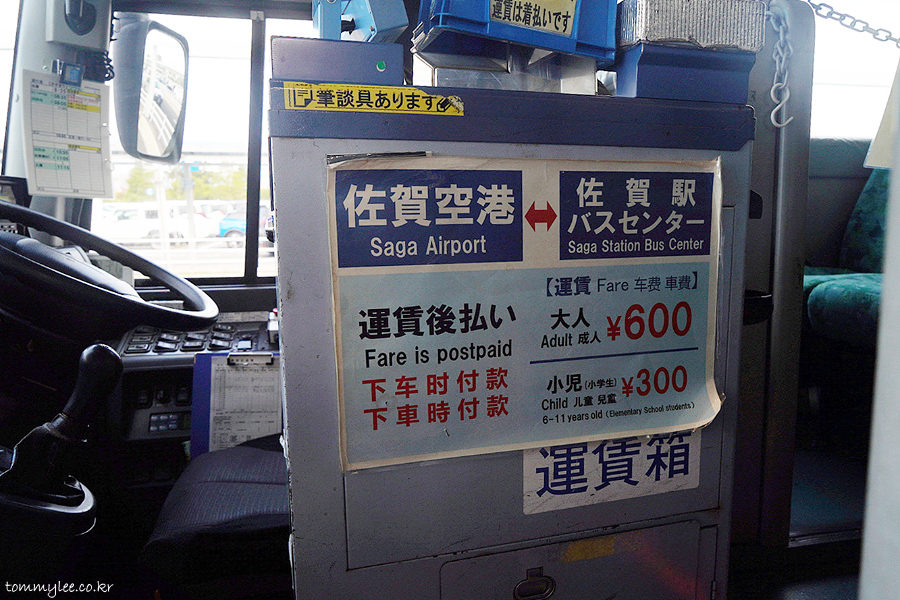 運賃は着払いです
筆談具あります
佐賀空港
Saga Airport
佐賀駅
バスセンター
Saga Station Bus Center
【運賃 Fare 车费 車費】
運賃後払い
Fare is postpaid
下车时付款
下車時付款
大人
Adult 成人
¥600
小児(小学生)
Child 儿童 兒童
¥300
6-11 years old (Elementary School students)
運賃箱
tommylee.co.kr